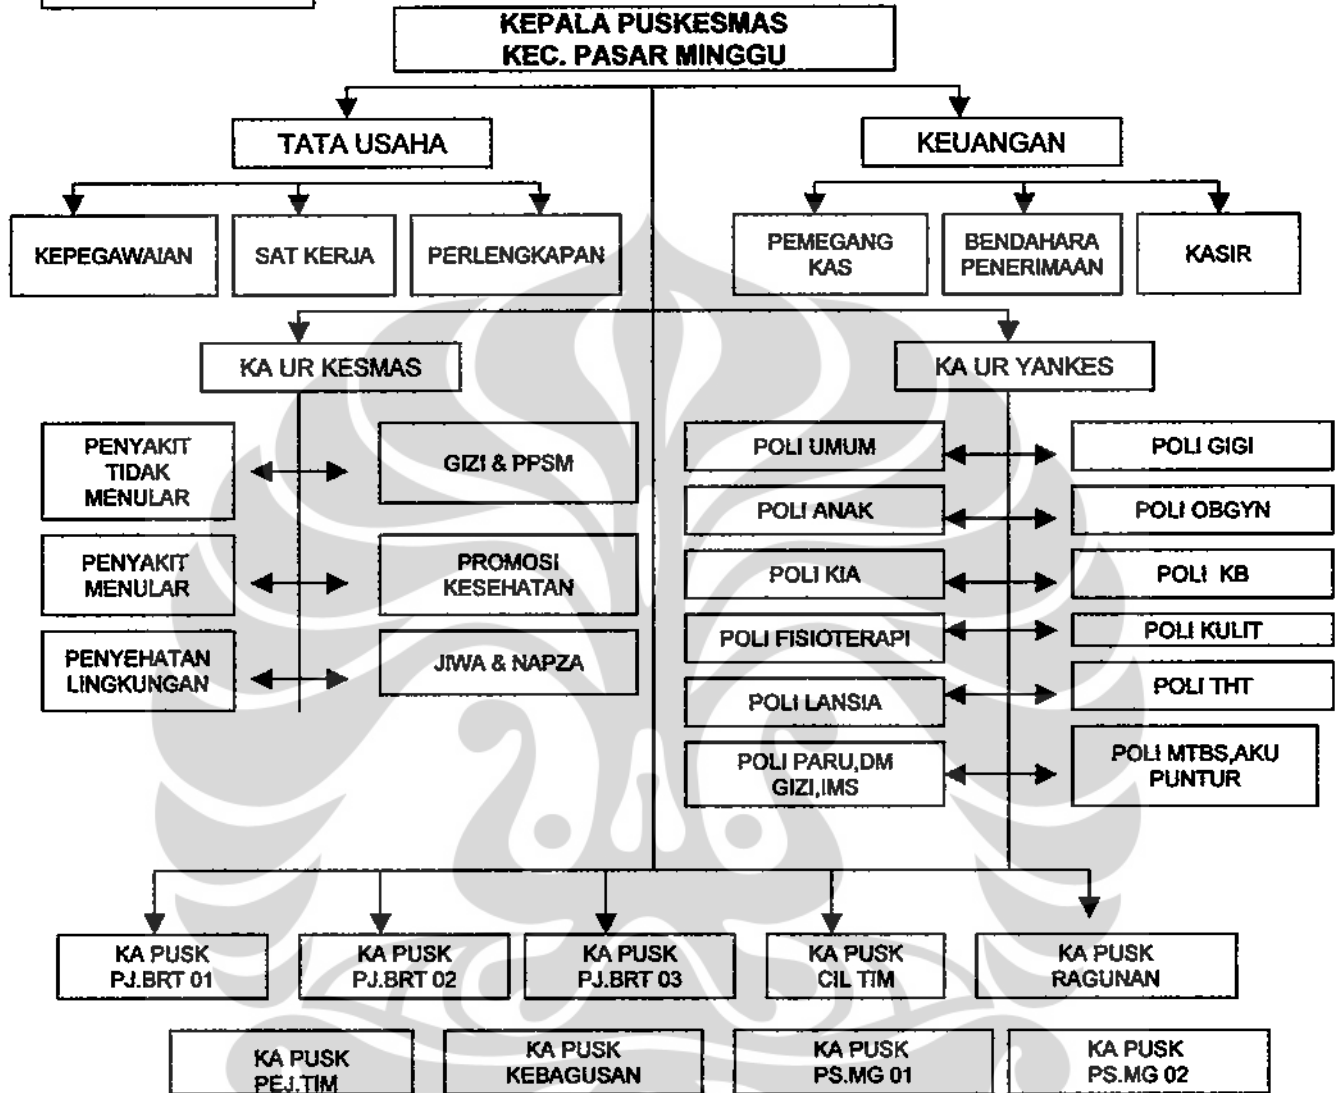 KEPALA PUSKESMAS
KEC. PASAR MINGGU
TATA USAHA
KEUANGAN
KEPEGAWAIAN
SAT KERJA
PERLENGKAPAN
PEMEGANG
KAS
BENDAHARA
PENERIMAAN
KASIR
KA UR KESMAS
KA UR YANKES
PENYAKIT
TIDAK
MENULAR
GIZI & PPSM
PENYAKIT
MENULAR
PROMOSI
KESEHATAN
PENYEHATAN
LINGKUNGAN
JIWA & NAPZA
POLI UMUM
POLI GIGI
POLI ANAK
POLI OBGYN
POLI KIA
POLI KB
POLI FISIOTERAPI
POLI KULIT
POLI LANSIA
POLI THT
POLI PARU,DM
GIZI,IMS
POLI MTBS,AKU
PUNTUR
KA PUSK
PJ.BRT 01
KA PUSK
PJ.BRT 02
KA PUSK
PJ.BRT 03
KA PUSK
CIL TIM
KA PUSK
RAGUNAN
KA PUSK
PEJ.TIM
KA PUSK
KEBAGUSAN
KA PUSK
PS.MG 01
KA PUSK
PS.MG 02